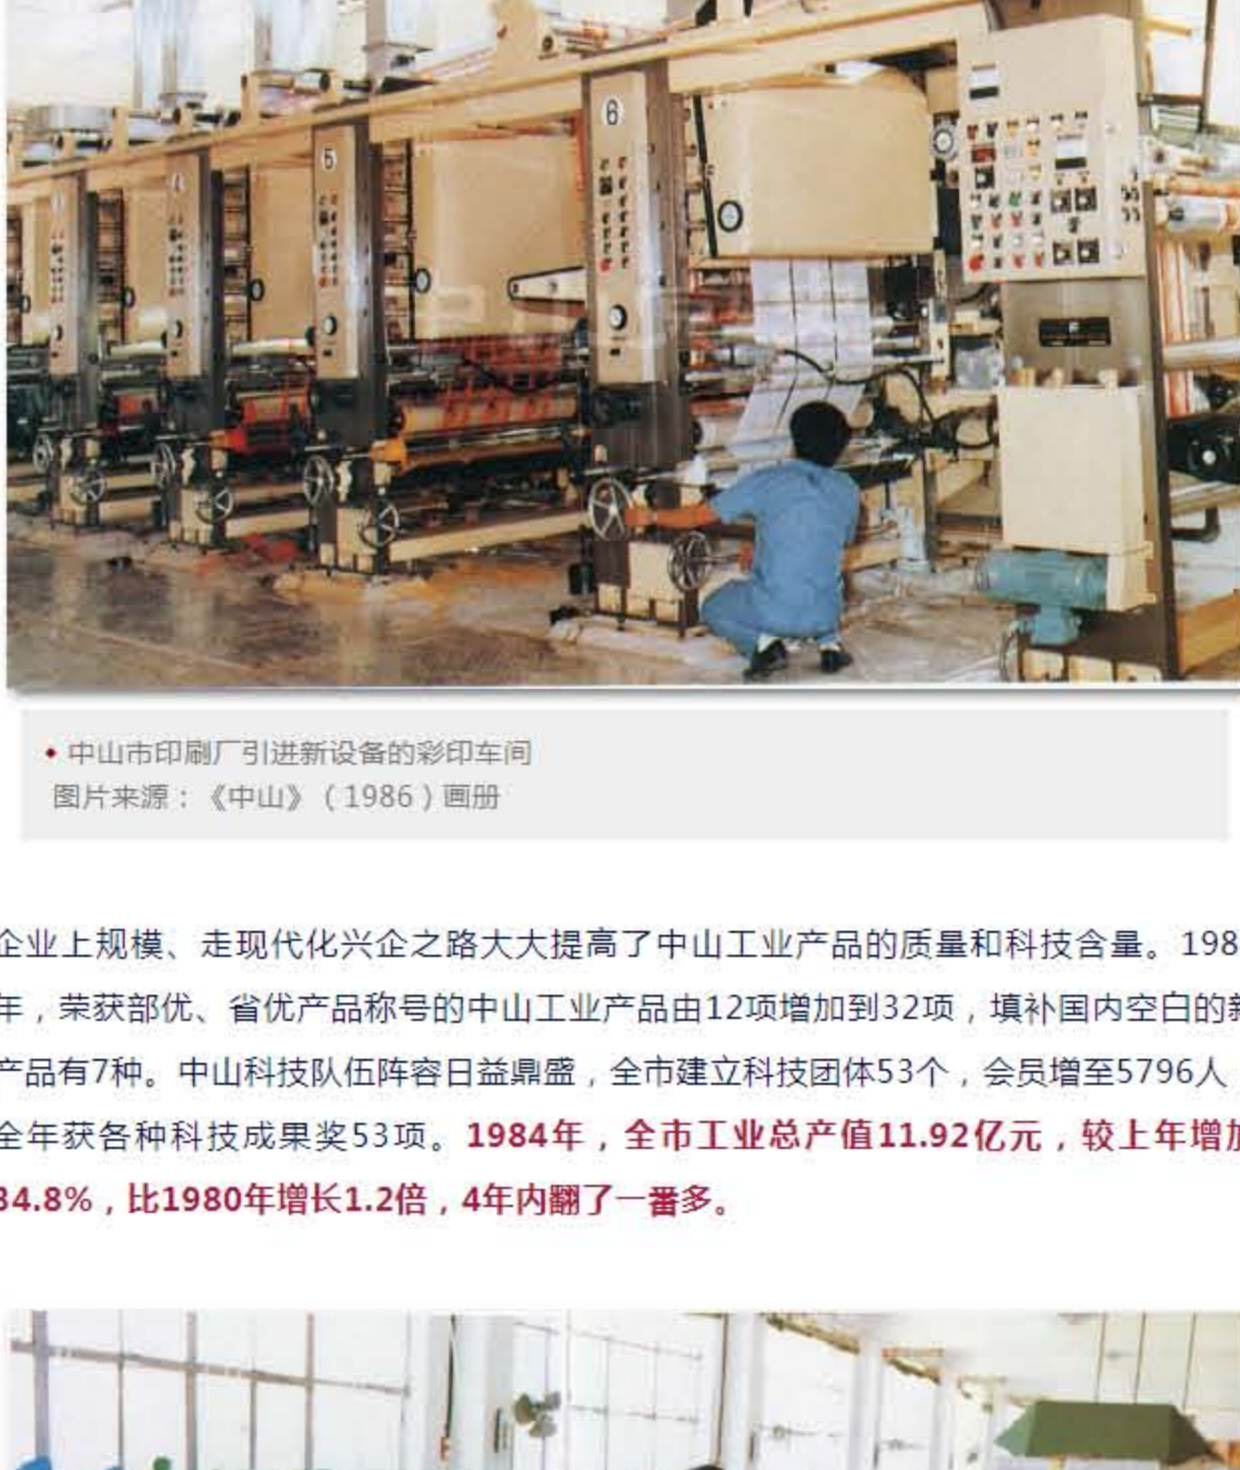 6
5
4
中山市印刷厂引进新设备的彩印车间
图片来源：《中山》（1986）画册
企业上规模、走现代化兴企之路大大提高了中山工业产品的质量和科技含量。198
年，荣获部优、省优产品称号的中山工业产品由12项增加到32项，填补国内空白的新
产品有7种。中山科技队伍阵容日益鼎盛，全市建立科技团体53个，会员增至5796人
全年获各种科技成果奖53项。1984年，全市工业总产值11.92亿元，较上年增加
34.8%，比1980年增长1.2倍，4年内翻了一番多。